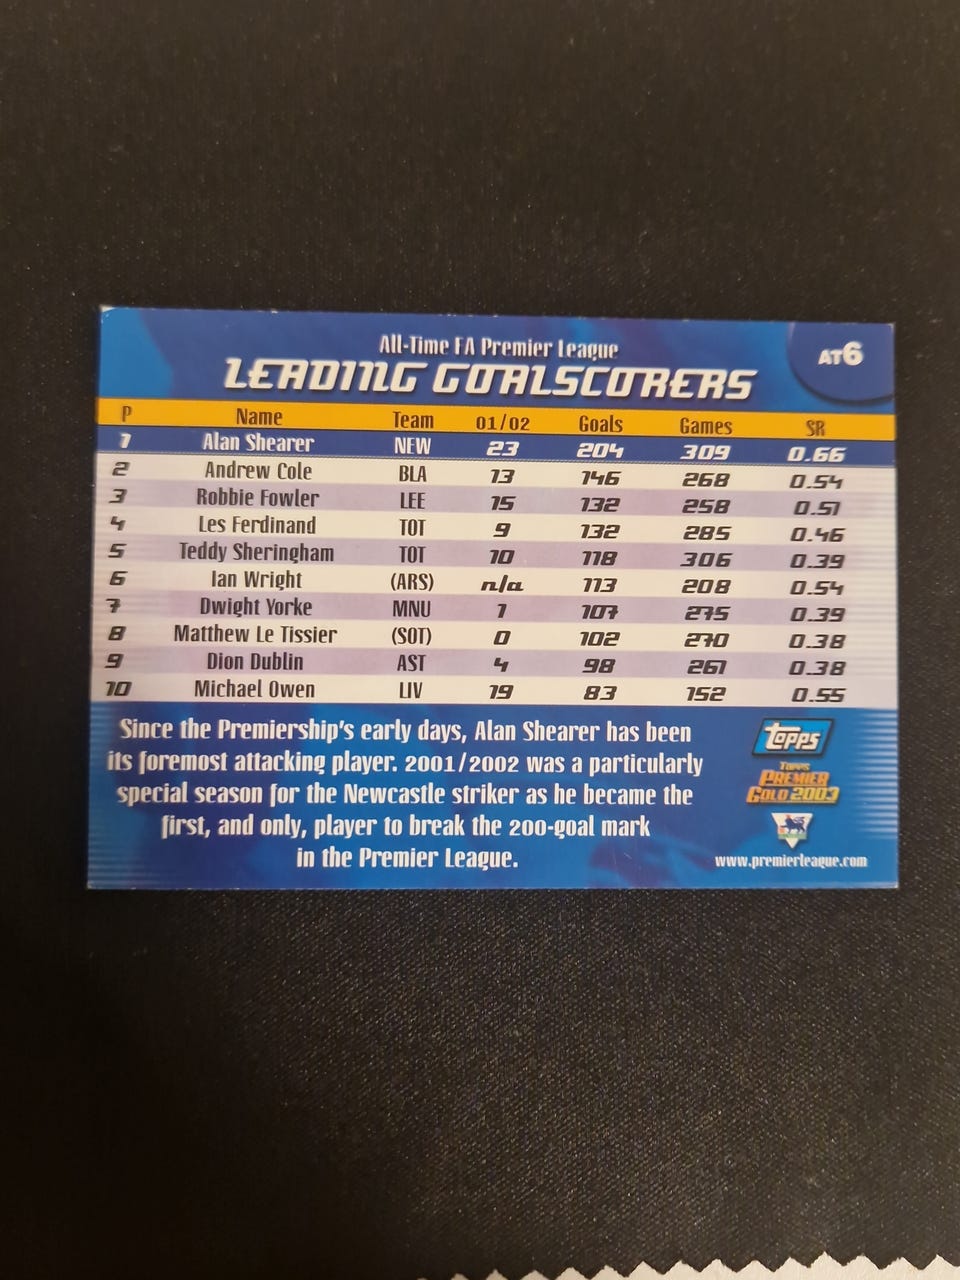 All-Time FA Premier League
LEADING GOALSCORERS
AT6
P Name Team 01/02 Goals Games SR
1 Alan Shearer NEW 23 204 309 0.66
2 Andrew Cole BLA 13 146 268 0.54
3 Robbie Fowler LEE 15 132 258 0.51
4 Les Ferdinand TOT 9 132 285 0.46
5 Teddy Sheringham TOT 10 118 306 0.39
6 Ian Wright (ARS) n/a 113 208 0.54
7 Dwight Yorke MNU 1 107 275 0.39
8 Matthew Le Tissier (SOT) 0 102 270 0.38
9 Dion Dublin AST 4 98 261 0.38
10 Michael Owen LIV 19 83 152 0.55
Since the Premiership's early days, Alan Shearer has been
its foremost attacking player. 2001/2002 was a particularly
special season for the Newcastle striker as he became the
first, and only, player to break the 200-goal mark
in the Premier League.
Topps
Topps
PREMIER
GOLD 2003
www.premierleague.com